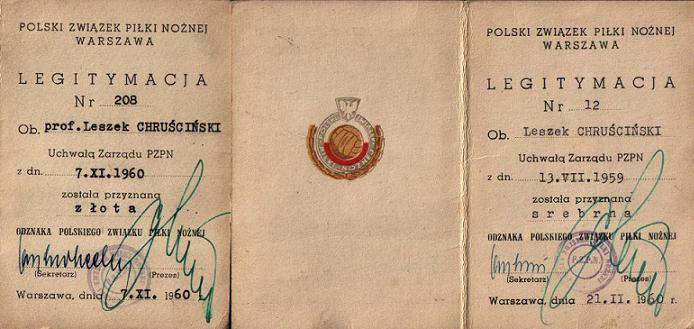 POLSKI ZWIĄZEK PIŁKI NOŻNEJ
WARSZAWA
LEGITYMACJA
Nr 208
Ob. prof. Leszek CHRUŚCIŃSKI
Uchwałą Zarządu PZPN
z dn. 7.XI.1960
została przyznana
złota
ODZNAKA POLSKIEGO ZWIĄZKU PIŁKI NOŻNEJ
(Sekretarz) (Prezes)
Warszawa, dnia 7.XI. 1960 r.
POLSKI ZWIĄZEK PIŁKI NOŻNEJ
WARSZAWA
LEGITYMACJA
Nr 12
Ob. Leszek CHRUŚCIŃSKI
Uchwałą Zarządu PZPN
z dn. 13.VII.1959
została przyznana
srebrna
ODZNAKA POLSKIEGO ZWIĄZKU PIŁKI NOŻNEJ
P.Z.P.N.
(Sekretarz) (Prezes)
Warszawa, dnia 21.II. 1960 r.